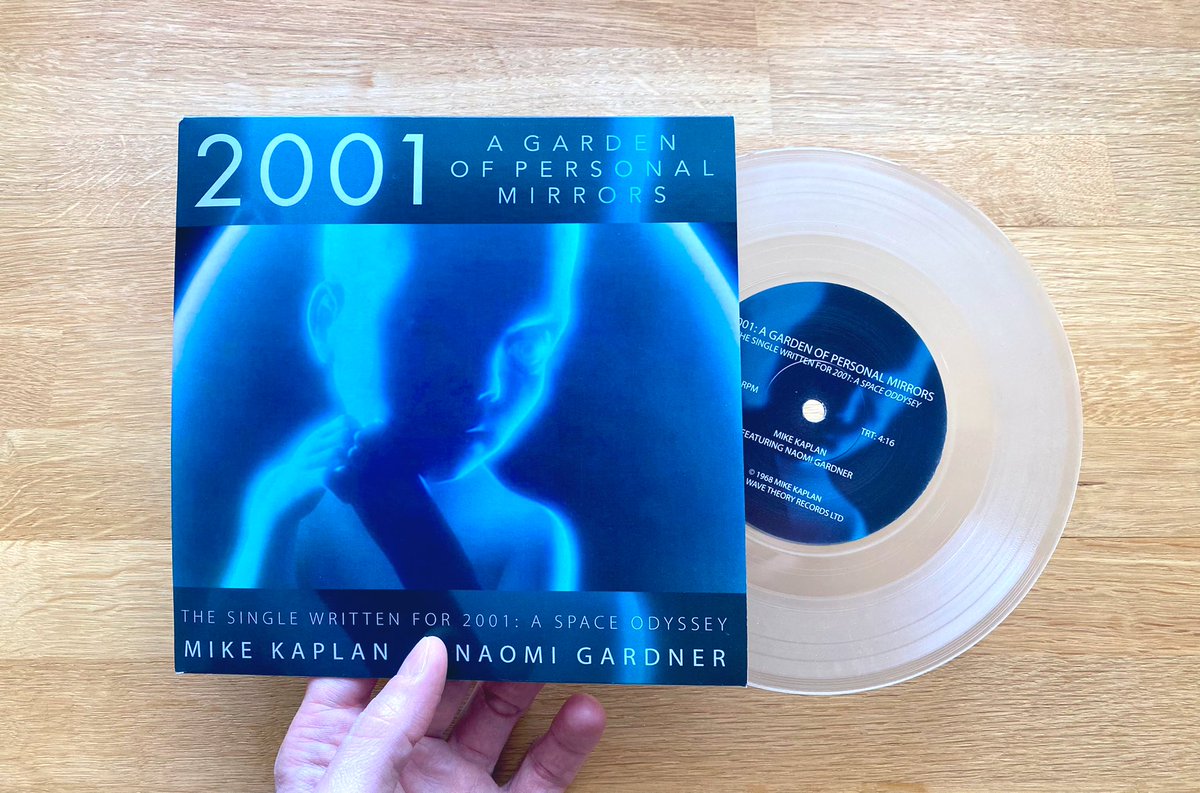 2001
A GARDEN
OF PERSONAL
MIRRORS
THE SINGLE WRITTEN FOR 2001: A SPACE ODYSSEY
MIKE KAPLAN NAOMI GARDNER
001: A GARDEN OF PERSONAL MIRRORS
THE SINGLE WRITTEN FOR 2001: A SPACE ODDYSEY
RPM
TRT: 4:16
MIKE KAPLAN
FEATURING NAOMI GARDNER
© 1968 MIKE KAPLAN
WAVE THEORY RECORDS LTD